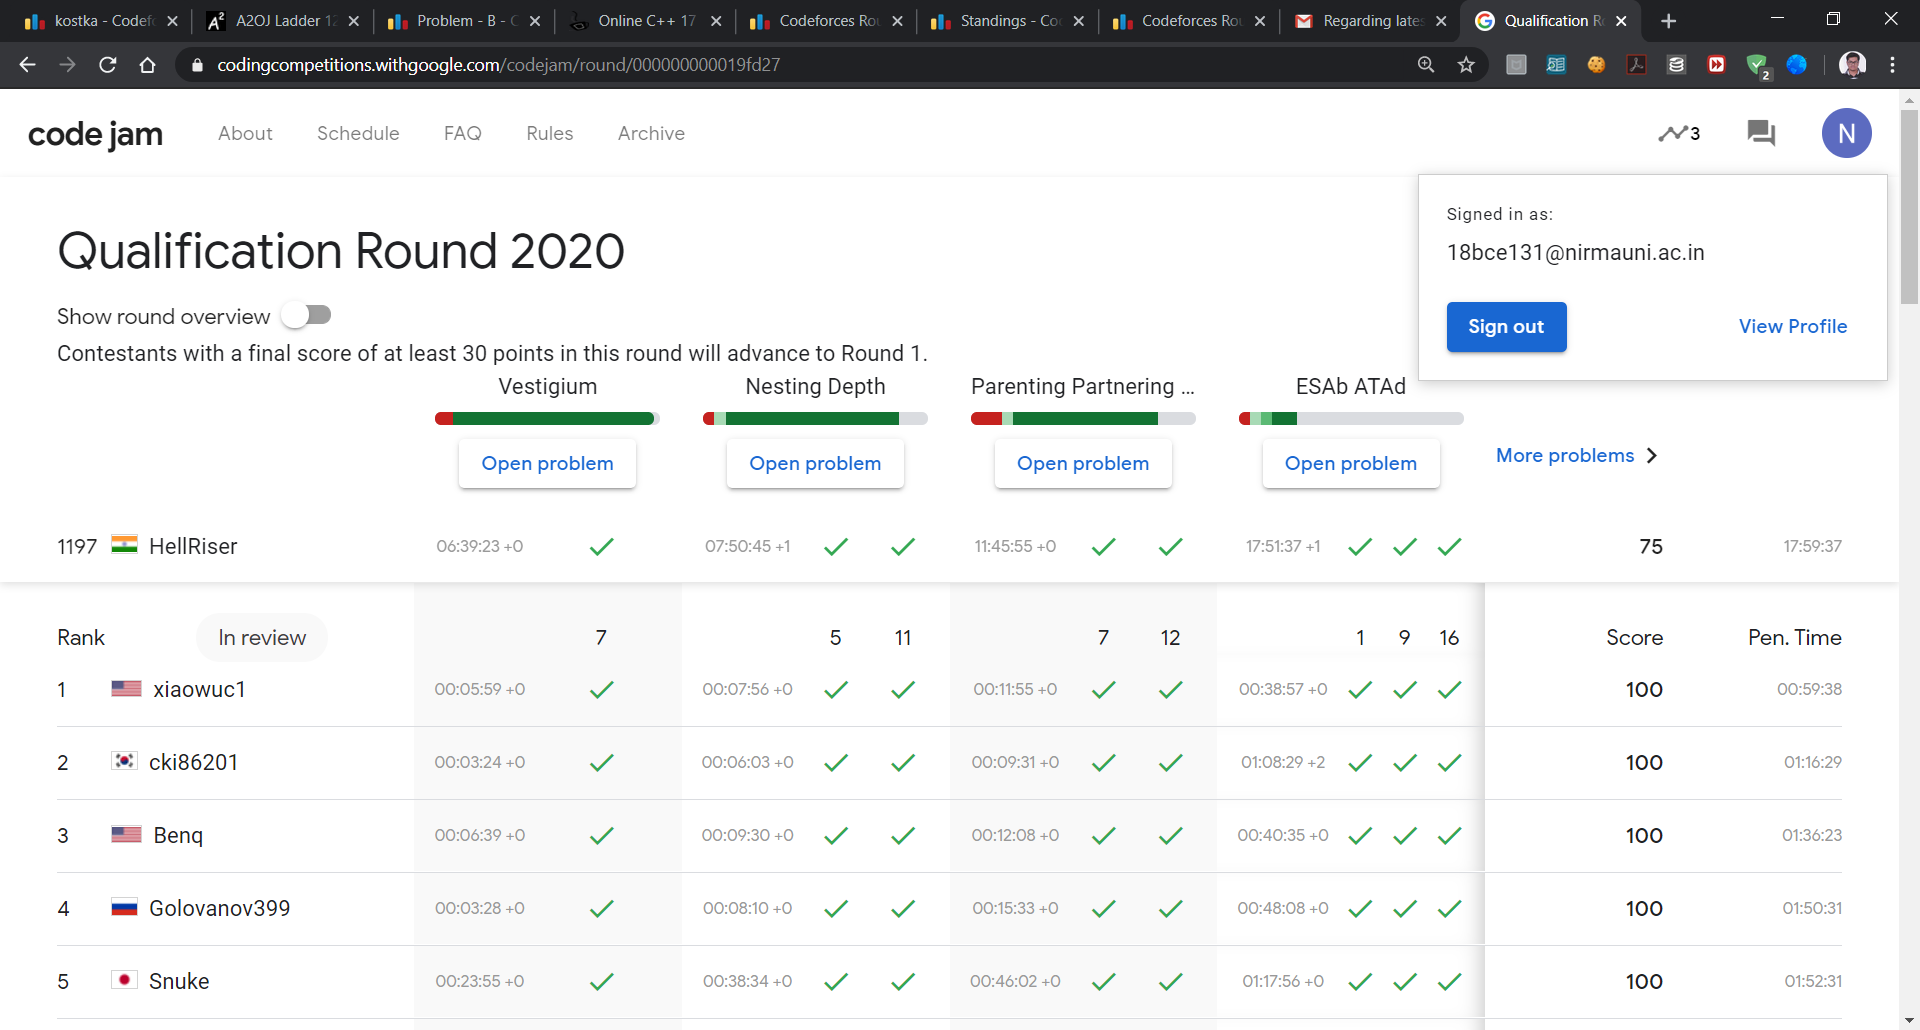 kostka - Codef
A2OJ Ladder 12
Problem - B - C
Online C++ 17
Codeforces Rou
Standings - Co
Codeforces Rou
Regarding lates
Qualification R
codingcompetitions.withgoogle.com/codejam/round/000000000019fd27
2
code jam
About
Schedule
FAQ
Rules
Archive
3
N
Signed in as:
18bce131@nirmauni.ac.in
Sign out
View Profile
Qualification Round 2020
Show round overview
Contestants with a final score of at least 30 points in this round will advance to Round 1.
Vestigium
Nesting Depth
Parenting Partnering ...
ESAb ATAd
Open problem
Open problem
Open problem
Open problem
More problems
1197 HellRiser 06:39:23 +0 07:50:45 +1 11:45:55 +0 17:51:37 +1 75 17:59:37
Rank In review 7 5 11 7 12 1 9 16 Score Pen. Time
1 xiaowuc1 00:05:59 +0 00:07:56 +0 00:11:55 +0 00:38:57 +0 100 00:59:38
2 cki86201 00:03:24 +0 00:06:03 +0 00:09:31 +0 01:08:29 +2 100 01:16:29
3 Benq 00:06:39 +0 00:09:30 +0 00:12:08 +0 00:40:35 +0 100 01:36:23
4 Golovanov399 00:03:28 +0 00:08:10 +0 00:15:33 +0 00:48:08 +0 100 01:50:31
5 Snuke 00:23:55 +0 00:38:34 +0 00:46:02 +0 01:17:56 +0 100 01:52:31